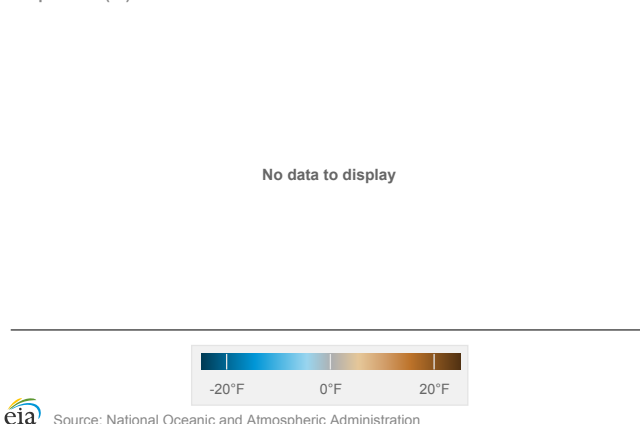 No data to display
-20°F 0°F 20°F
eia Source: National Oceanic and Atmospheric Administration